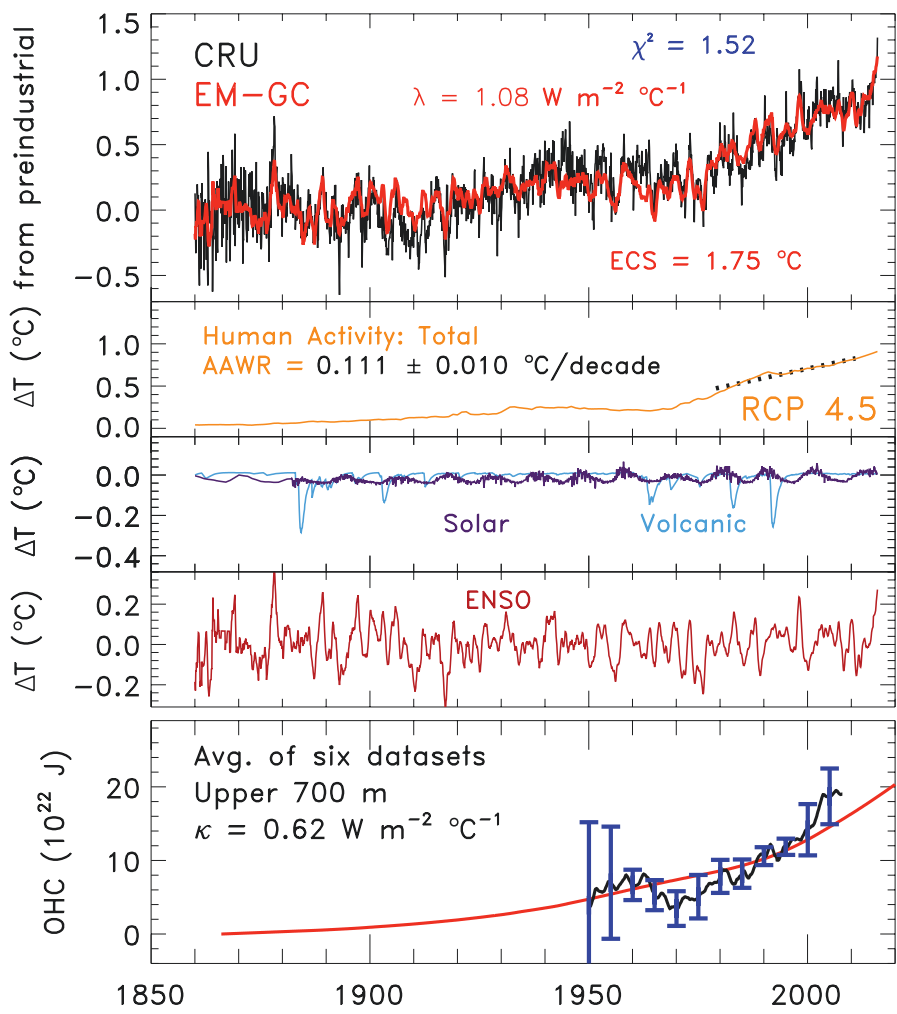 ΔT (°C) from preindustrial
1.5
1.0
0.5
0.0
−0.5
CRU
EM−GC
χ² = 1.52
λ = 1.08 W m⁻² °C⁻¹
ECS = 1.75 °C
ΔT (°C)
1.0
0.5
0.0
Human Activity: Total
AAWR = 0.111 ± 0.010 °C/decade
RCP 4.5
ΔT (°C)
0.0
−0.2
−0.4
Solar
Volcanic
ΔT (°C)
0.2
0.0
−0.2
ENSO
OHC (10²² J)
20
10
0
Avg. of six datasets
Upper 700 m
κ = 0.62 W m⁻² °C⁻¹
1850 1900 1950 2000